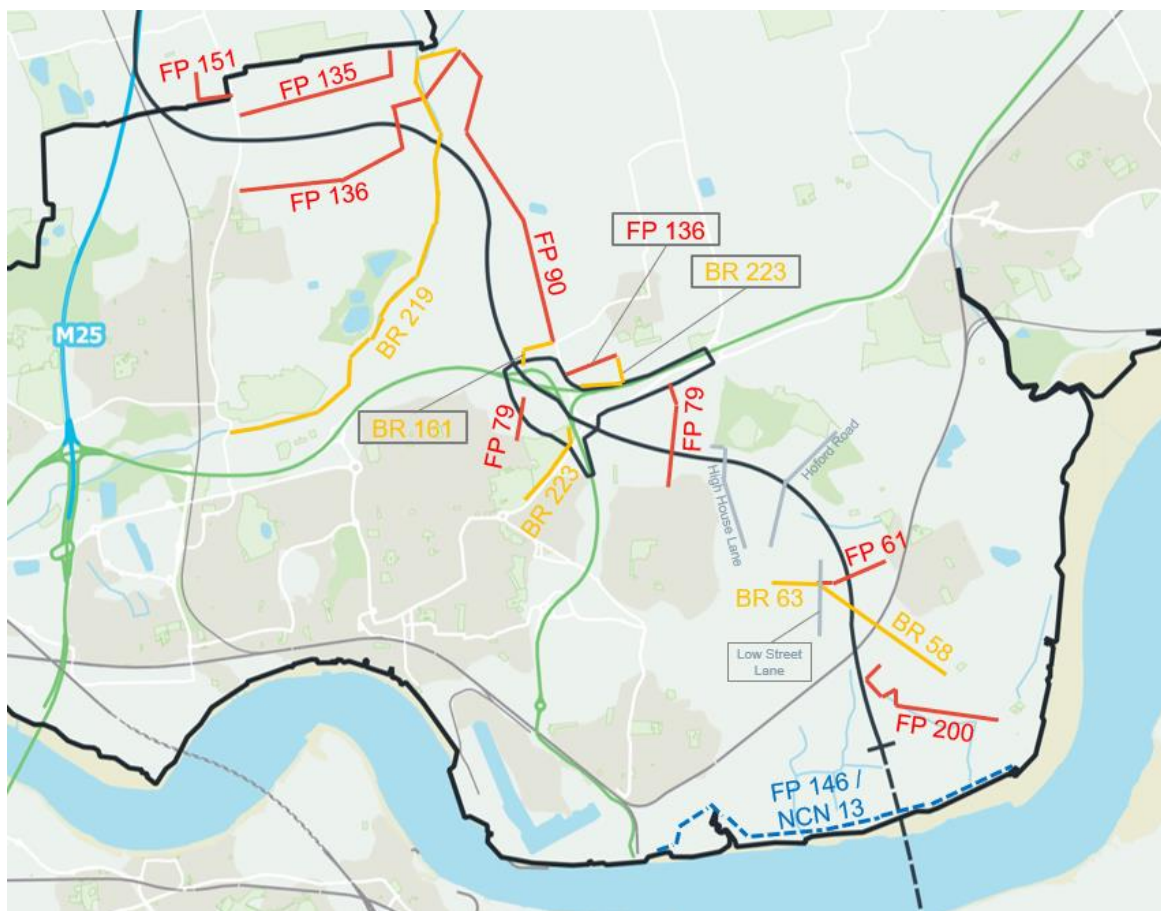 FP 151
FP 135
FP 136
FP 90
FP 136
BR 223
BR 219
M25
BR 161
FP 79
FP 79
BR 223
Hoford Road
High House Lane
FP 61
BR 63
BR 58
Low Street
Lane
FP 200
FP 146 /
NCN 13